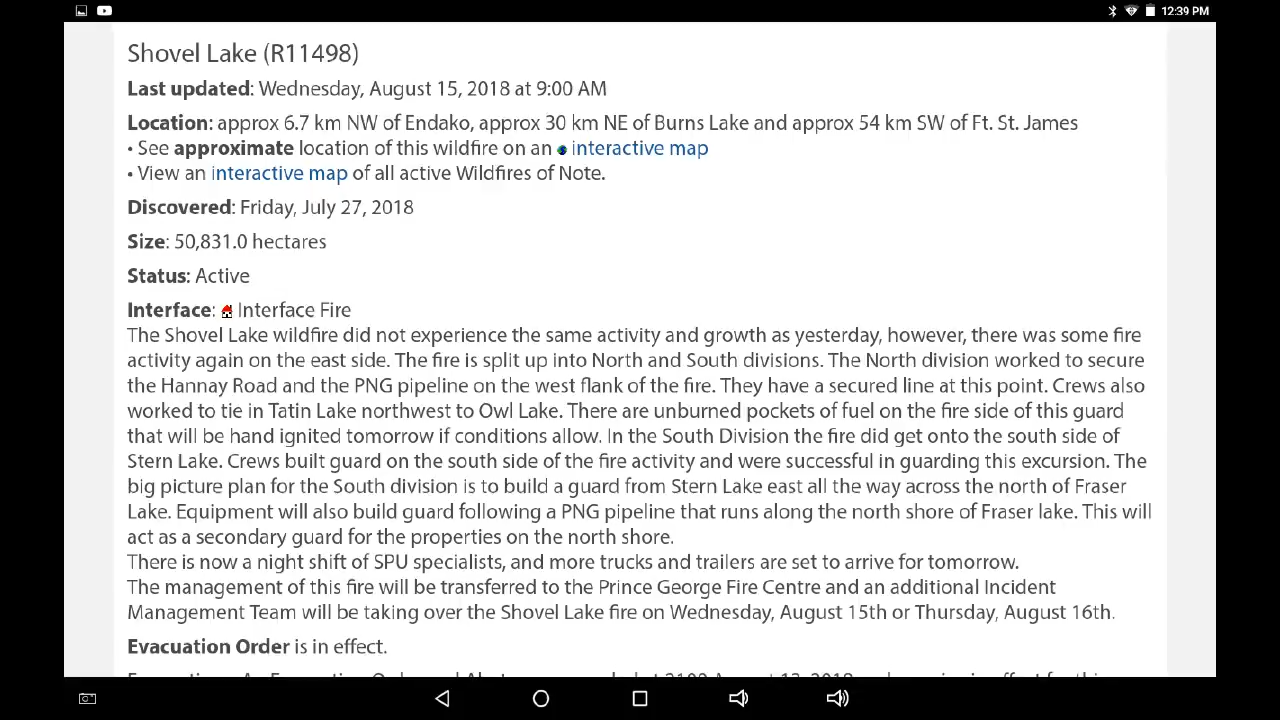 12:39 PM
Shovel Lake (R11498)
Last updated: Wednesday, August 15, 2018 at 9:00 AM
Location: approx 6.7 km NW of Endako, approx 30 km NE of Burns Lake and approx 54 km SW of Ft. St. James
• See approximate location of this wildfire on an interactive map
• View an interactive map of all active Wildfires of Note.
Discovered: Friday, July 27, 2018
Size: 50,831.0 hectares
Status: Active
Interface: Interface Fire
The Shovel Lake wildfire did not experience the same activity and growth as yesterday, however, there was some fire
activity again on the east side. The fire is split up into North and South divisions. The North division worked to secure
the Hannay Road and the PNG pipeline on the west flank of the fire. They have a secured line at this point. Crews also
worked to tie in Tatin Lake northwest to Owl Lake. There are unburned pockets of fuel on the fire side of this guard
that will be hand ignited tomorrow if conditions allow. In the South Division the fire did get onto the south side of
Stern Lake. Crews built guard on the south side of the fire activity and were successful in guarding this excursion. The
big picture plan for the South division is to build a guard from Stern Lake east all the way across the north of Fraser
Lake. Equipment will also build guard following a PNG pipeline that runs along the north shore of Fraser lake. This will
act as a secondary guard for the properties on the north shore.
There is now a night shift of SPU specialists, and more trucks and trailers are set to arrive for tomorrow.
The management of this fire will be transferred to the Prince George Fire Centre and an additional Incident
Management Team will be taking over the Shovel Lake fire on Wednesday, August 15th or Thursday, August 16th.
Evacuation Order is in effect.